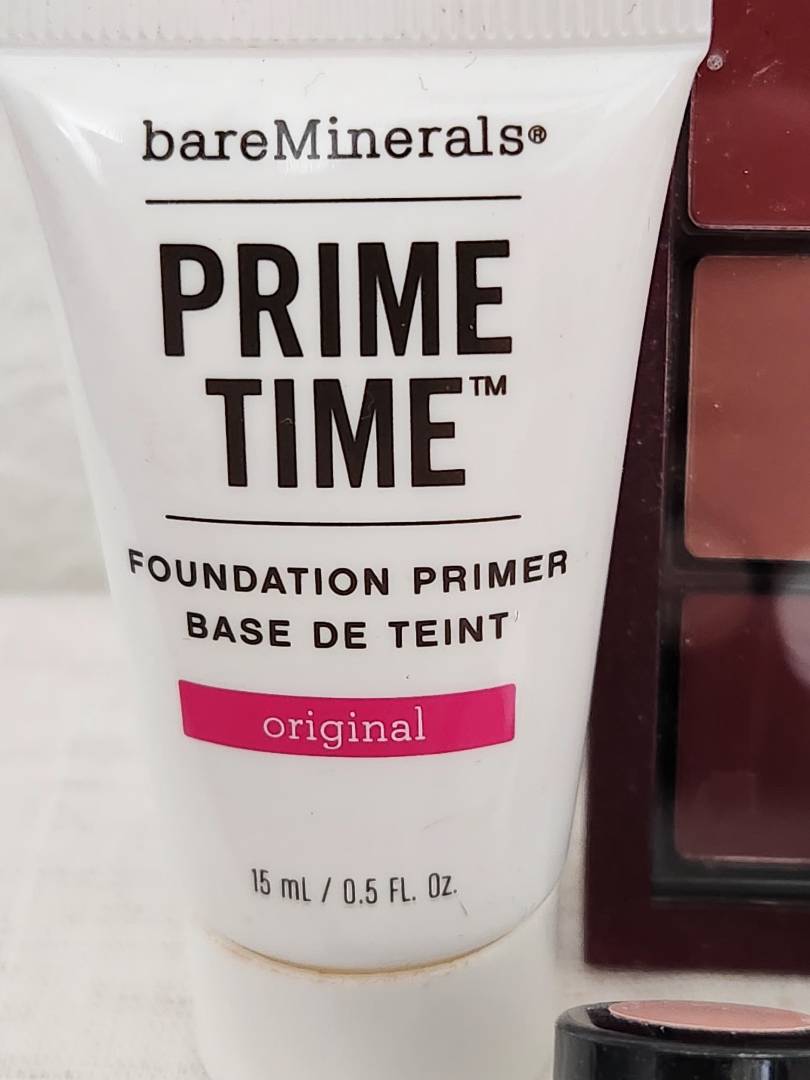 bareMinerals®
PRIME
TIME™
FOUNDATION PRIMER
BASE DE TEINT
original
15 mL / 0.5 FL. Oz.